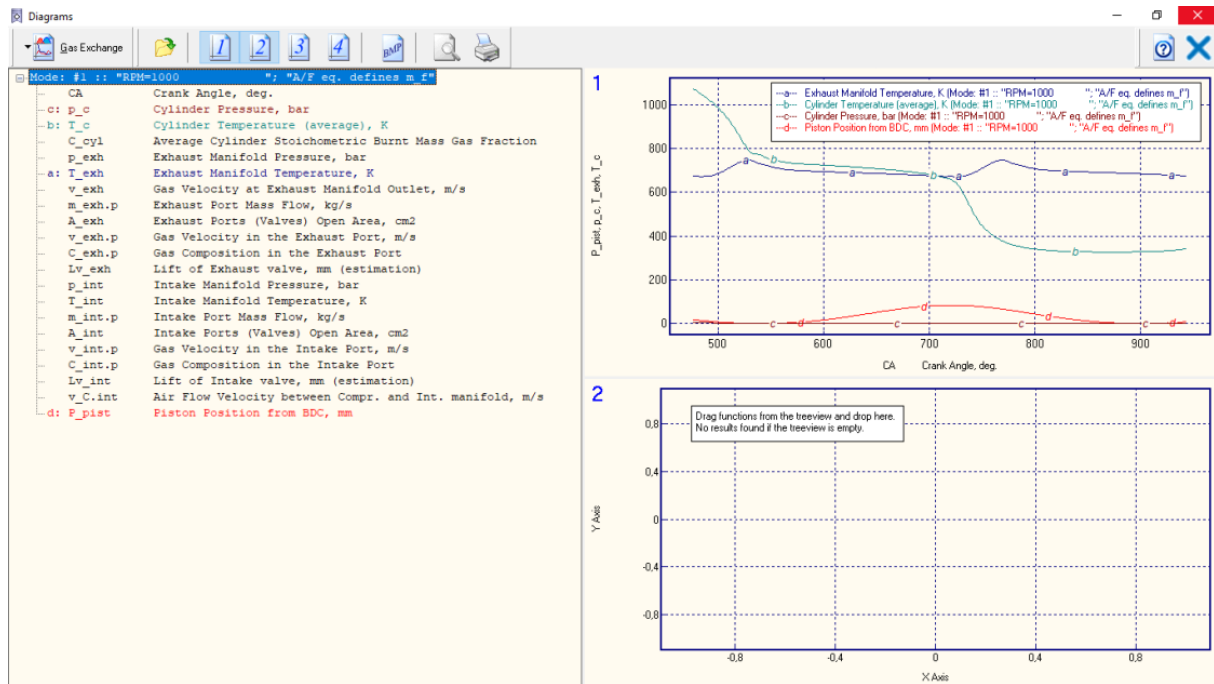 Diagrams
Gas Exchange
1
2
3
4
BMP
Mode: #1 :: "RPM=1000 "; "A/F eq. defines m_f"
CA Crank Angle, deg.
c: p_c Cylinder Pressure, bar
b: T_c Cylinder Temperature (average), K
C_cyl Average Cylinder Stoichometric Burnt Mass Gas Fraction
p_exh Exhaust Manifold Pressure, bar
a: T_exh Exhaust Manifold Temperature, K
v_exh Gas Velocity at Exhaust Manifold Outlet, m/s
m_exh.p Exhaust Port Mass Flow, kg/s
A_exh Exhaust Ports (Valves) Open Area, cm2
v_exh.p Gas Velocity in the Exhaust Port, m/s
C_exh.p Gas Composition in the Exhaust Port
Lv_exh Lift of Exhaust valve, mm (estimation)
p_int Intake Manifold Pressure, bar
T_int Intake Manifold Temperature, K
m_int.p Intake Port Mass Flow, kg/s
A_int Intake Ports (Valves) Open Area, cm2
v_int.p Gas Velocity in the Intake Port, m/s
C_int.p Gas Composition in the Intake Port
Lv_int Lift of Intake valve, mm (estimation)
v_C.int Air Flow Velocity between Compr. and Int. manifold, m/s
d: P_pist Piston Position from BDC, mm
1
a Exhaust Manifold Temperature, K (Mode: #1 :: "RPM=1000 "; "A/F eq. defines m_f")
b Cylinder Temperature (average), K (Mode: #1 :: "RPM=1000 "; "A/F eq. defines m_f")
c Cylinder Pressure, bar (Mode: #1 :: "RPM=1000 "; "A/F eq. defines m_f")
d Piston Position from BDC, mm (Mode: #1 :: "RPM=1000 "; "A/F eq. defines m_f")
P_pist, p_c, T_exh, T_c
1000
800
600
400
200
0
a b a b a a a
b
d d d d
c c c c
500 600 700 800 900
CA Crank Angle, deg.
2
Drag functions from the treeview and drop here.
No results found if the treeview is empty.
Y Axis
0,8
0,4
0
-0,4
-0,8
-0,8 -0,4 0 0,4 0,8
X Axis